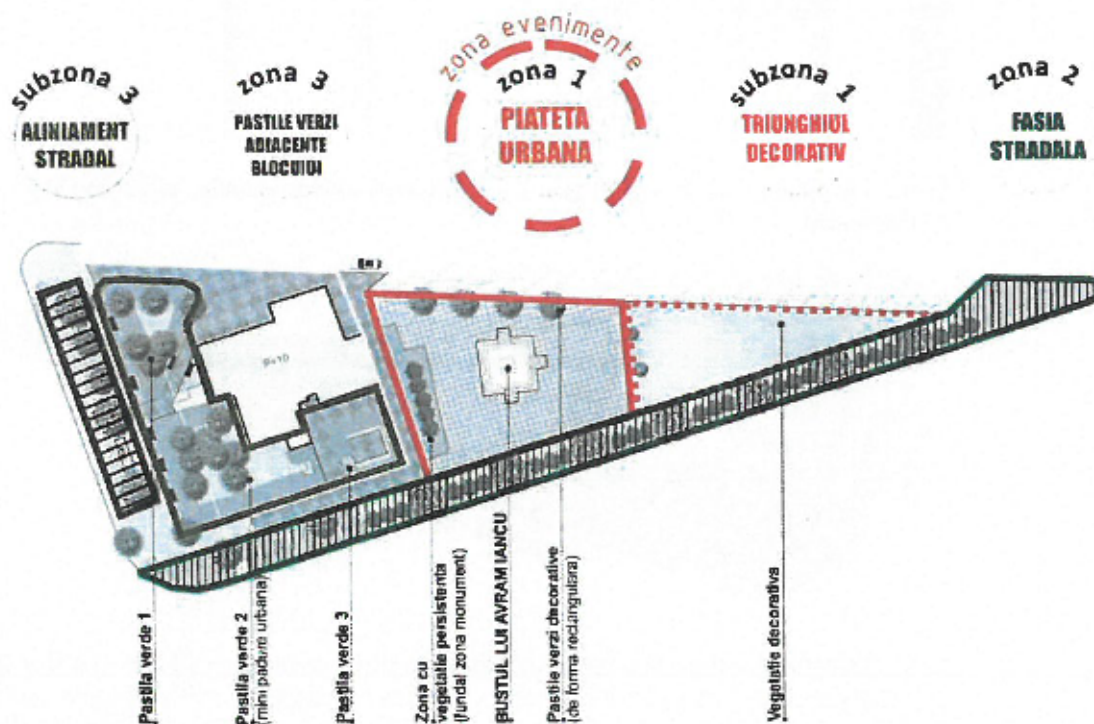 subzona 3
ALINIAMENT
STRADAL
zona 3
PASTILE VERZI
ADIACENTE
BLOCULUI
zona evenimente
zona 1
PIATETA
URBANA
subzona 1
TRIUNGHIUL
DECORATIV
zona 2
FASIA
STRADALA
P+10
Pastila verde 1
Pastila verde 2
(mini padure urbana)
Pastila verde 3
Zona cu
vegetatie persistenta
(fundal zona monument)
BUSTUL LUI AVRAM IANCU
Pastile verzi decorative
(de forma rectangulara)
Vegetatie decorativa